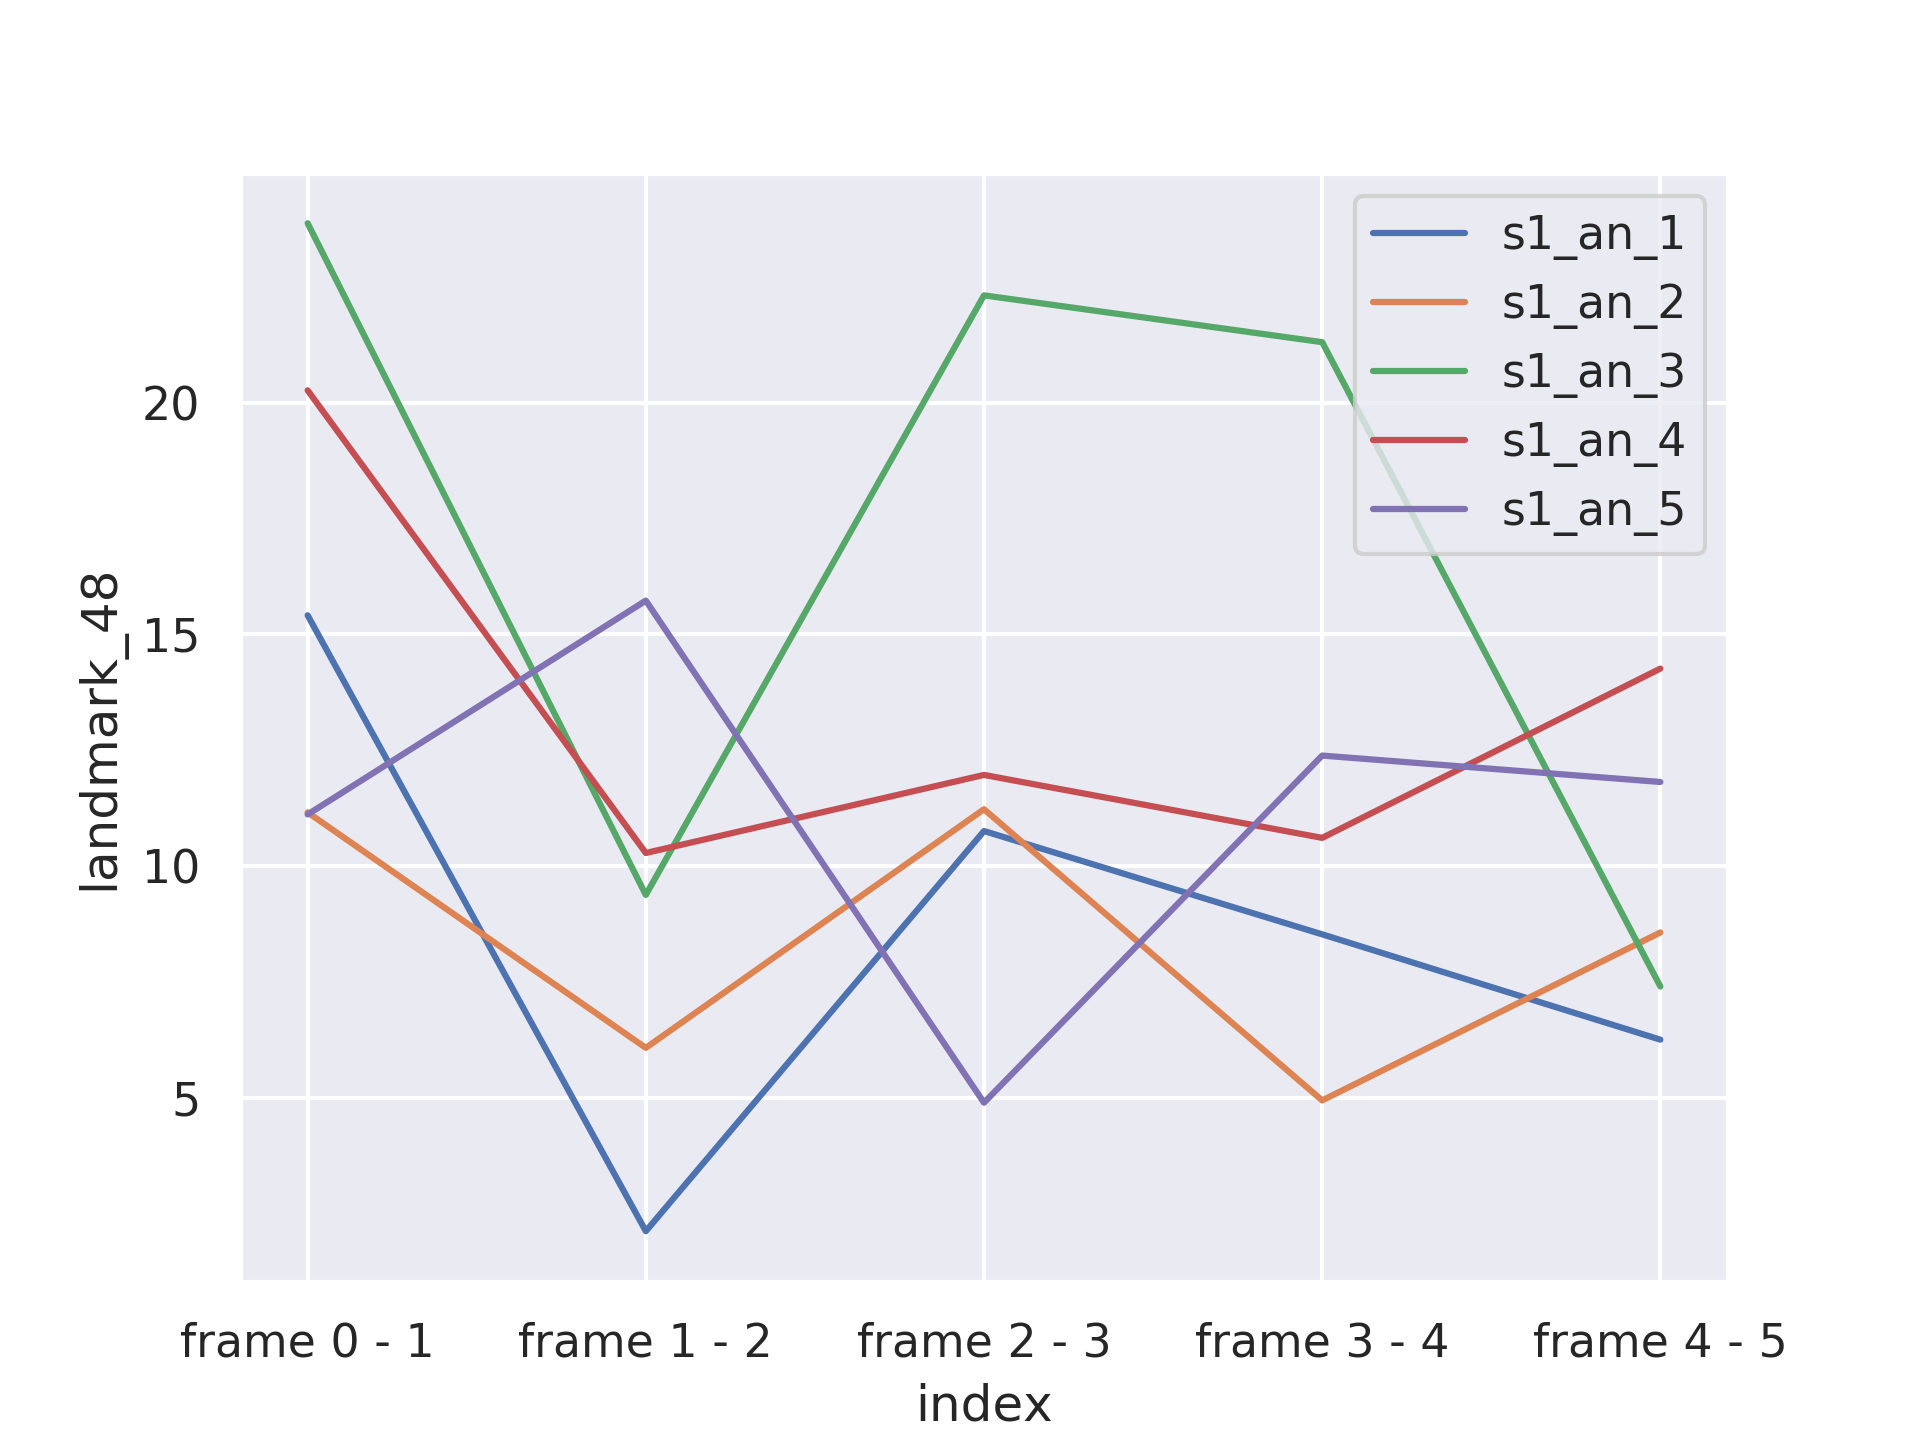 s1_an_1
s1_an_2
s1_an_3
s1_an_4
s1_an_5
20
15
10
5
landmark_48
frame 0 - 1
frame 1 - 2
frame 2 - 3
frame 3 - 4
frame 4 - 5
index